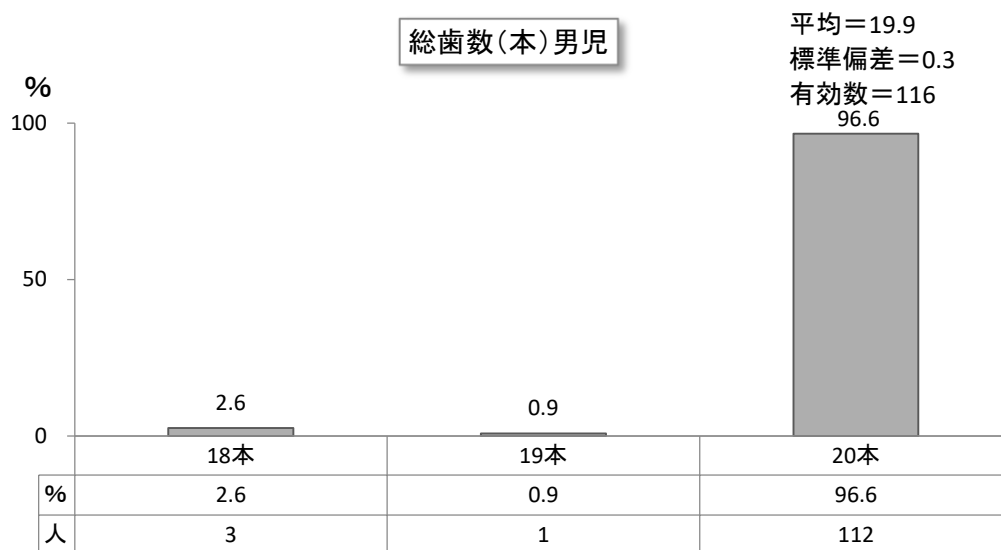 総歯数(本)男児
平均＝19.9
標準偏差＝0.3
有効数＝116
%
100
50
0
2.6
0.9
96.6
18本 19本 20本
% 2.6 0.9 96.6
人 3 1 112